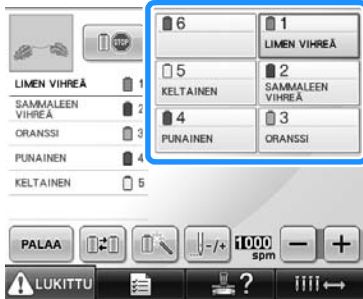 6
1
LIMEN VIHREÄ
5
KELTAINEN
2
SAMMALEEN
VIHREÄ
4
PUNAINEN
3
ORANSSI
STOP
LIMEN VIHREÄ 1
SAMMALEEN
VIHREÄ 2
ORANSSI 3
PUNAINEN 4
KELTAINEN 5
PALAA
-/+
1000
spm
- +
LUKITTU
?